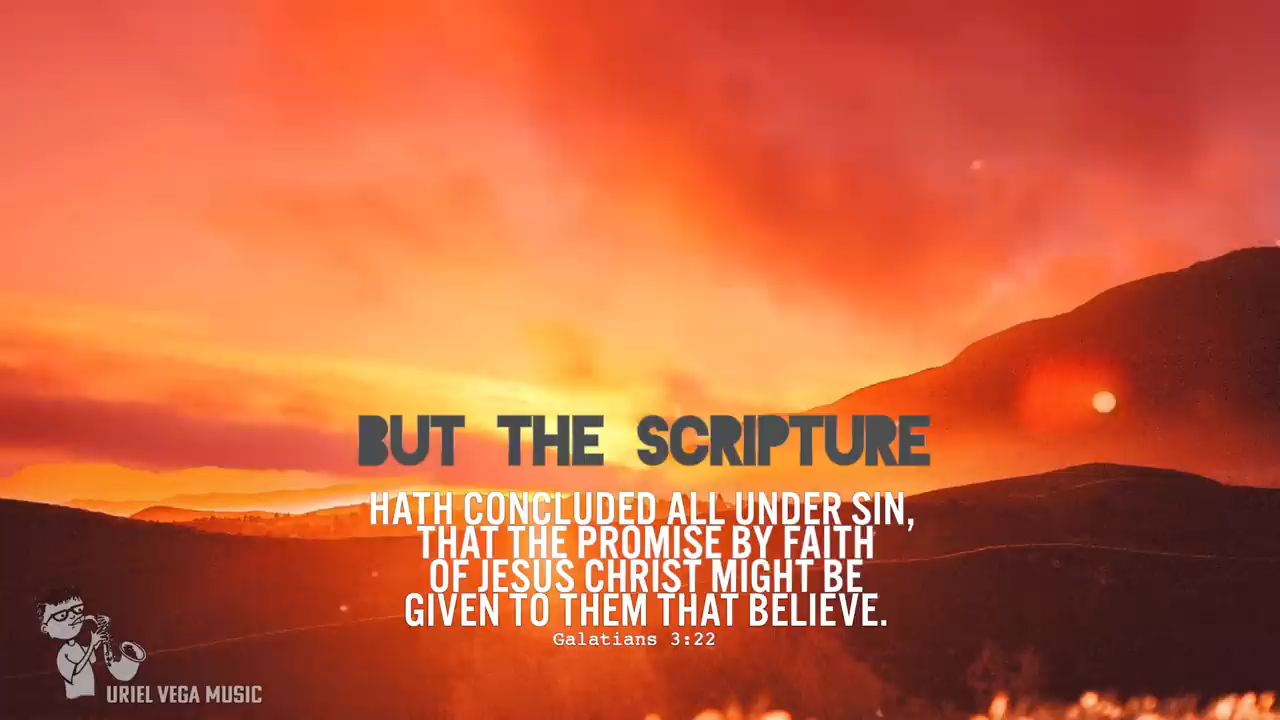 BUT THE SCRIPTURE
HATH CONCLUDED ALL UNDER SIN,
THAT THE PROMISE BY FAITH
OF JESUS CHRIST MIGHT BE
GIVEN TO THEM THAT BELIEVE.
Galatians 3:22
URIEL VEGA MUSIC